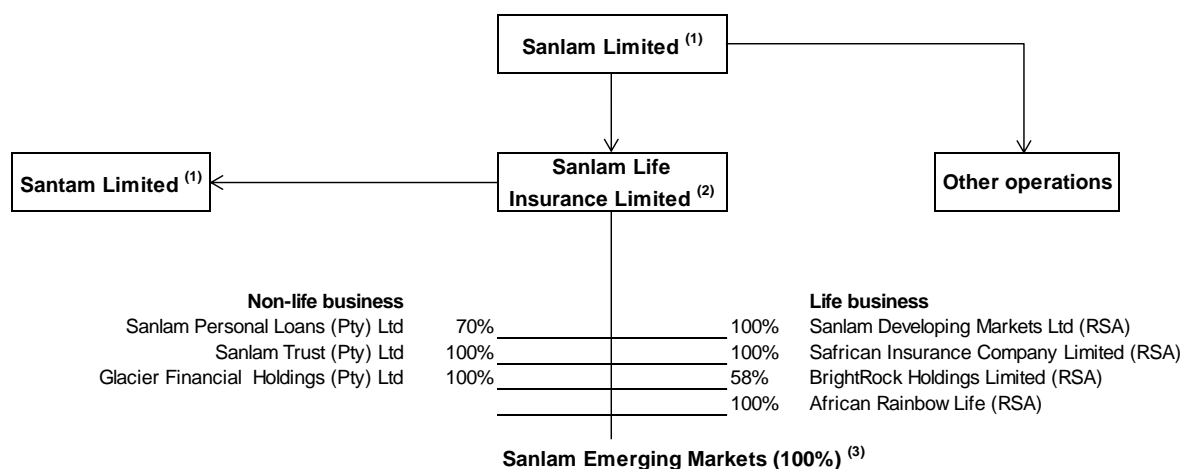 Sanlam Limited (1)
Santam Limited (1)
Sanlam Life
Insurance Limited (2)
Other operations
Non-life business
Sanlam Personal Loans (Pty) Ltd 70%
Sanlam Trust (Pty) Ltd 100%
Glacier Financial Holdings (Pty) Ltd 100%
Life business
100% Sanlam Developing Markets Ltd (RSA)
100% Safrican Insurance Company Limited (RSA)
58% BrightRock Holdings Limited (RSA)
100% African Rainbow Life (RSA)
Sanlam Emerging Markets (100%) (3)